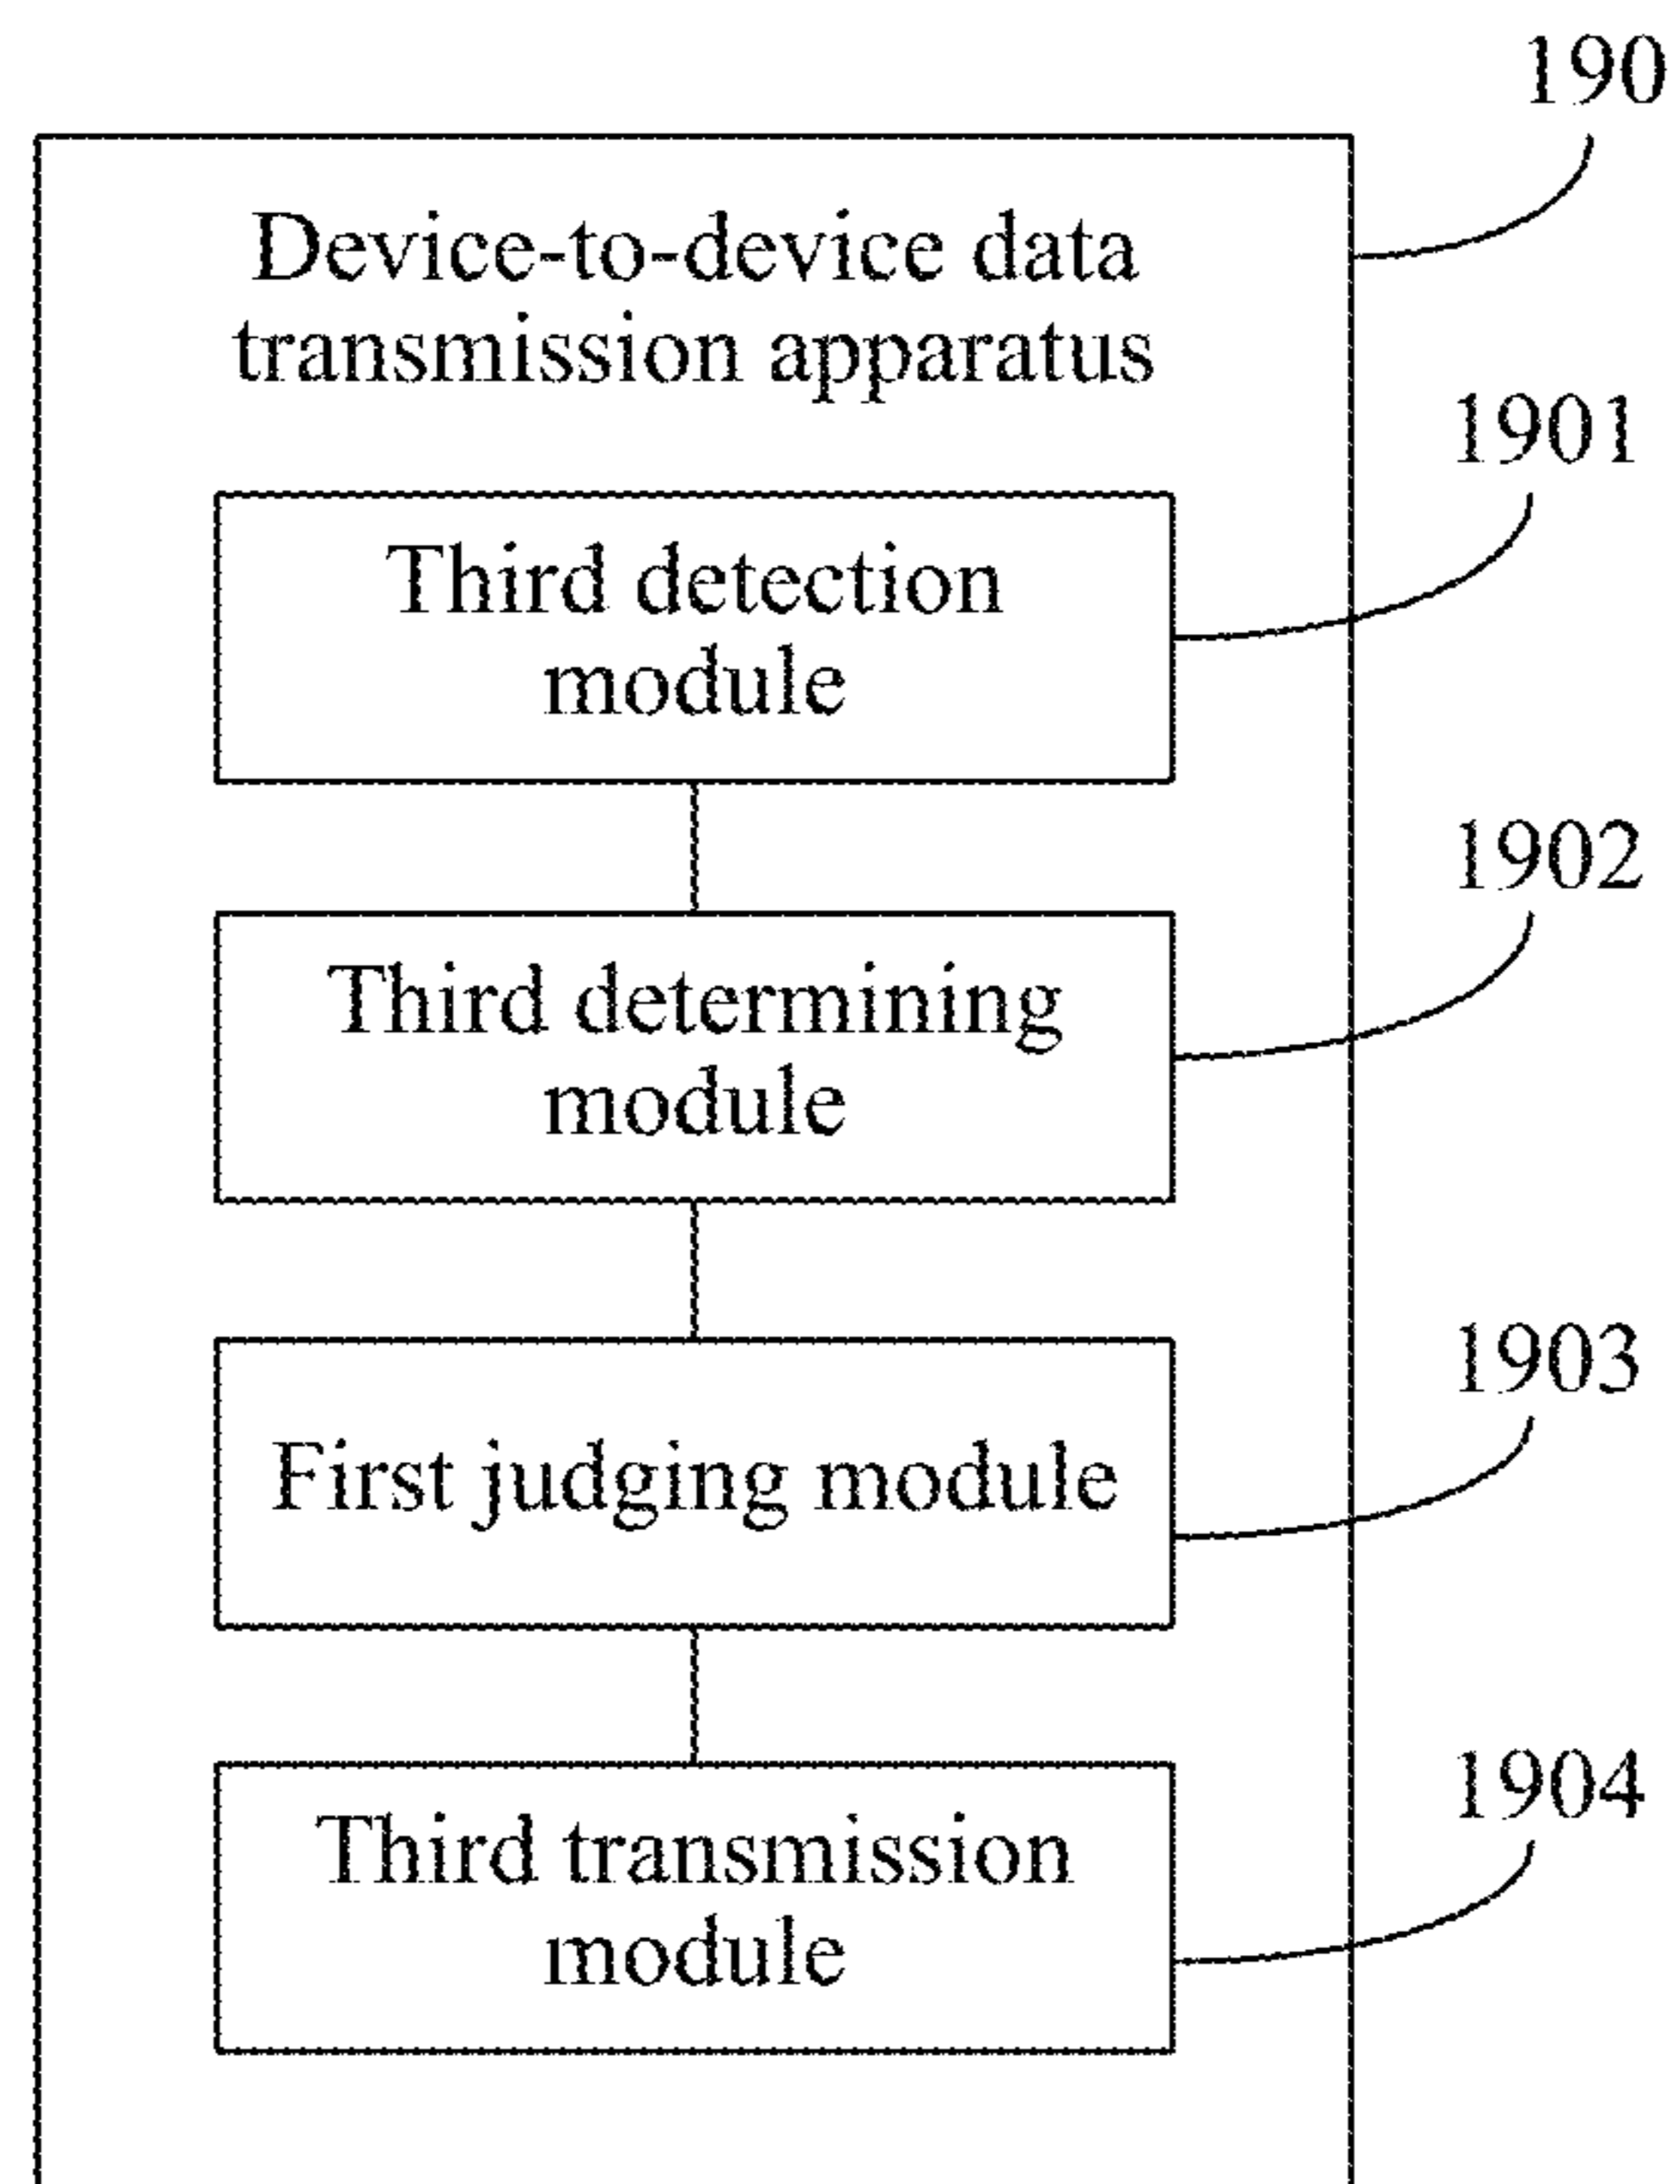 190
Device-to-device data
transmission apparatus
1901
Third detection
module
1902
Third determining
module
1903
First judging module
1904
Third transmission
module